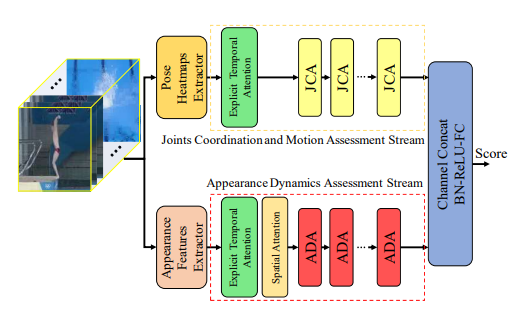 Pose
Heatmaps
Extractor
Explicit Temporal
Attention
JCA
JCA
JCA
Joints Coordination and Motion Assessment Stream
Appearance Dynamics Assessment Stream
Appearance
Features
Extractor
Explicit Temporal
Attention
Spatial Attention
ADA
ADA
ADA
Channel Concat
BN-ReLU-FC
Score